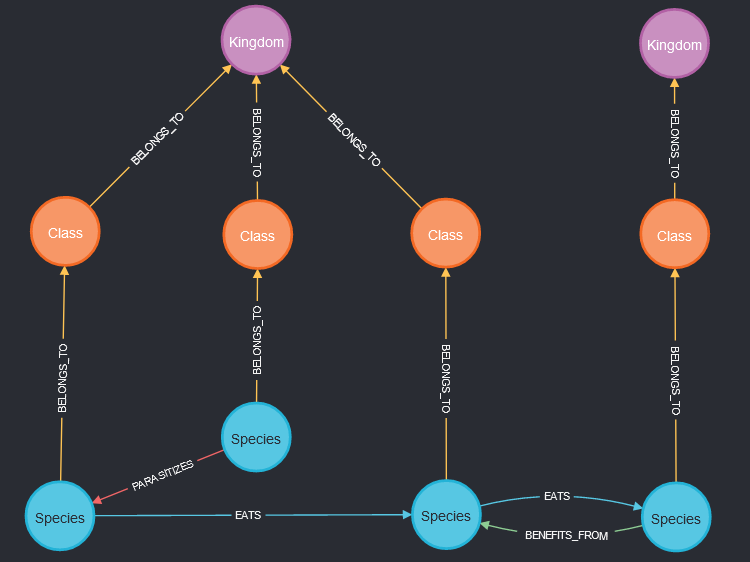 Kingdom
Kingdom
BELONGS_TO
BELONGS_TO
BELONGS_TO
BELONGS_TO
Class
Class
Class
Class
BELONGS_TO
BELONGS_TO
BELONGS_TO
BELONGS_TO
Species
PARASITIZES
Species
EATS
Species
EATS
BENEFITS_FROM
Species